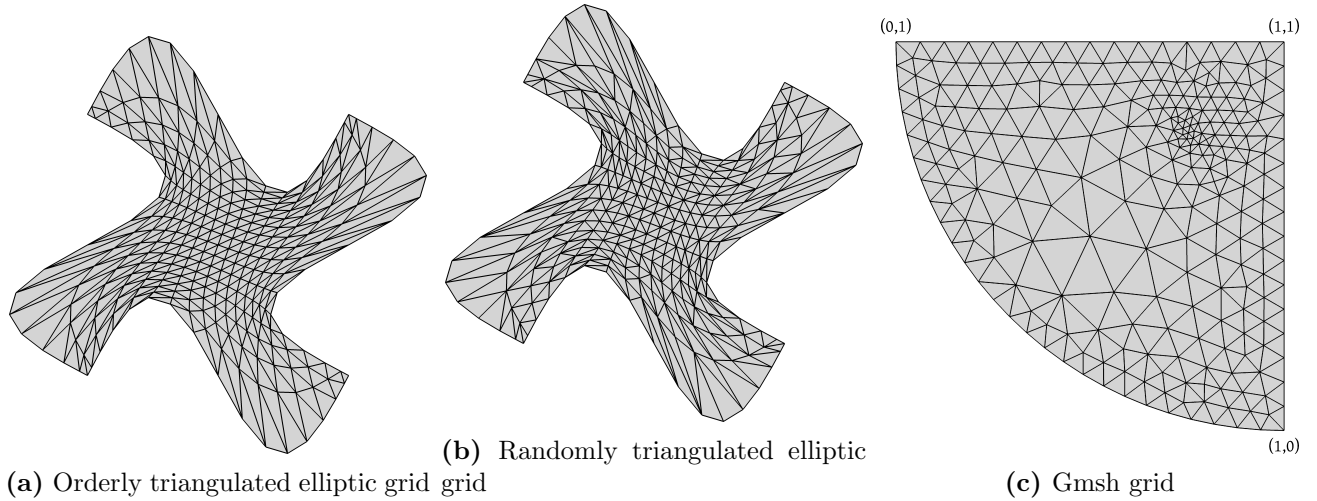 (0,1)
(1,1)
(1,0)
(b) Randomly triangulated elliptic
(a) Orderly triangulated elliptic grid grid
(c) Gmsh grid